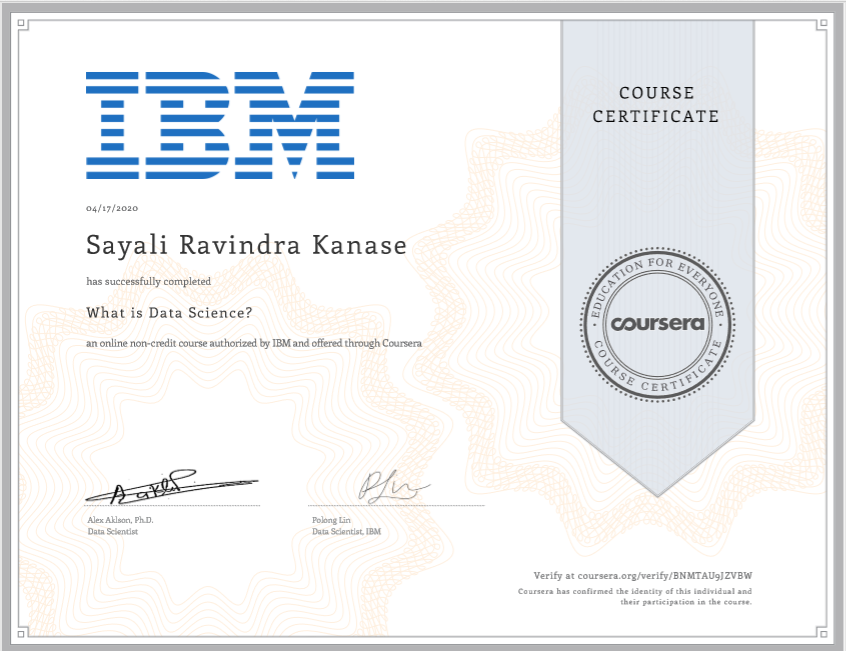 IBM
COURSE
CERTIFICATE
04/17/2020
Sayali Ravindra Kanase
has successfully completed
What is Data Science?
an online non-credit course authorized by IBM and offered through Coursera
EDUCATION FOR EVERYONE
coursera
COURSE CERTIFICATE
Alex Aklson, Ph.D.
Data Scientist
Polong Lin
Data Scientist, IBM
Verify at coursera.org/verify/BNMTAU9JZVBW
Coursera has confirmed the identity of this individual and
their participation in the course.